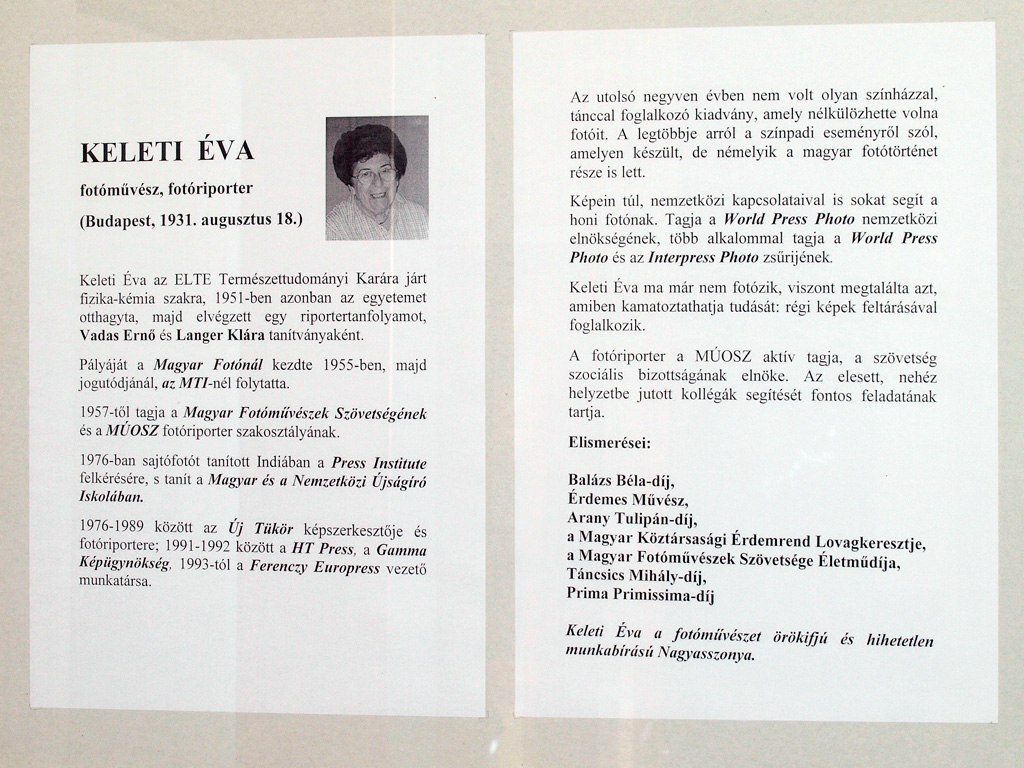 KELETI ÉVA
fotóművész, fotóriporter
(Budapest, 1931. augusztus 18.)
Keleti Éva az ELTE Természettudományi Karára járt
fizika-kémia szakra, 1951-ben azonban az egyetemet
otthagyta, majd elvégzett egy riportertanfolyamot,
Vadas Ernő és Langer Klára tanítványaként.
Pályáját a Magyar Fotónál kezdte 1955-ben, majd
jogutódjánál, az MTI-nél folytatta.
1957-től tagja a Magyar Fotóművészek Szövetségének
és a MÚOSZ fotóriporter szakosztályának.
1976-ban sajtófotót tanított Indiában a Press Institute
felkérésére, s tanít a Magyar és a Nemzetközi Újságíró
Iskolában.
1976-1989 között az Új Tükör képszerkesztője és
fotóriportere; 1991-1992 között a HT Press, a Gamma
Képügynökség, 1993-tól a Ferenczy Europress vezető
munkatársa.
Az utolsó negyven évben nem volt olyan színházzal,
tánccal foglalkozó kiadvány, amely nélkülözhette volna
fotóit. A legtöbbje arról a színpadi eseményről szól,
amelyen készült, de némelyik a magyar fotótörténet
része is lett.
Képein túl, nemzetközi kapcsolataival is sokat segít a
honi fotónak. Tagja a World Press Photo nemzetközi
elnökségének, több alkalommal tagja a World Press
Photo és az Interpress Photo zsűrijének.
Keleti Éva ma már nem fotózik, viszont megtalálta azt,
amiben kamatoztathatja tudását: régi képek feltárásával
foglalkozik.
A fotóriporter a MÚOSZ aktív tagja, a szövetség
szociális bizottságának elnöke. Az elesett, nehéz
helyzetbe jutott kollégák segítését fontos feladatának
tartja.
Elismerései:
Balázs Béla-díj,
Érdemes Művész,
Arany Tulipán-díj,
a Magyar Köztársasági Érdemrend Lovagkeresztje,
a Magyar Fotóművészek Szövetsége Életműdíja,
Táncsics Mihály-díj,
Prima Primissima-díj
Keleti Éva a fotóművészet örökifjú és hihetetlen
munkabírású Nagyasszonya.